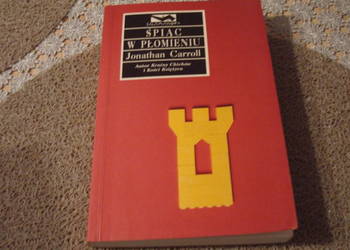 ŚPIĄC
W PŁOMIENIU
Jonathan Carroll
Autor Krainy Chichów
i Kości Księżyca